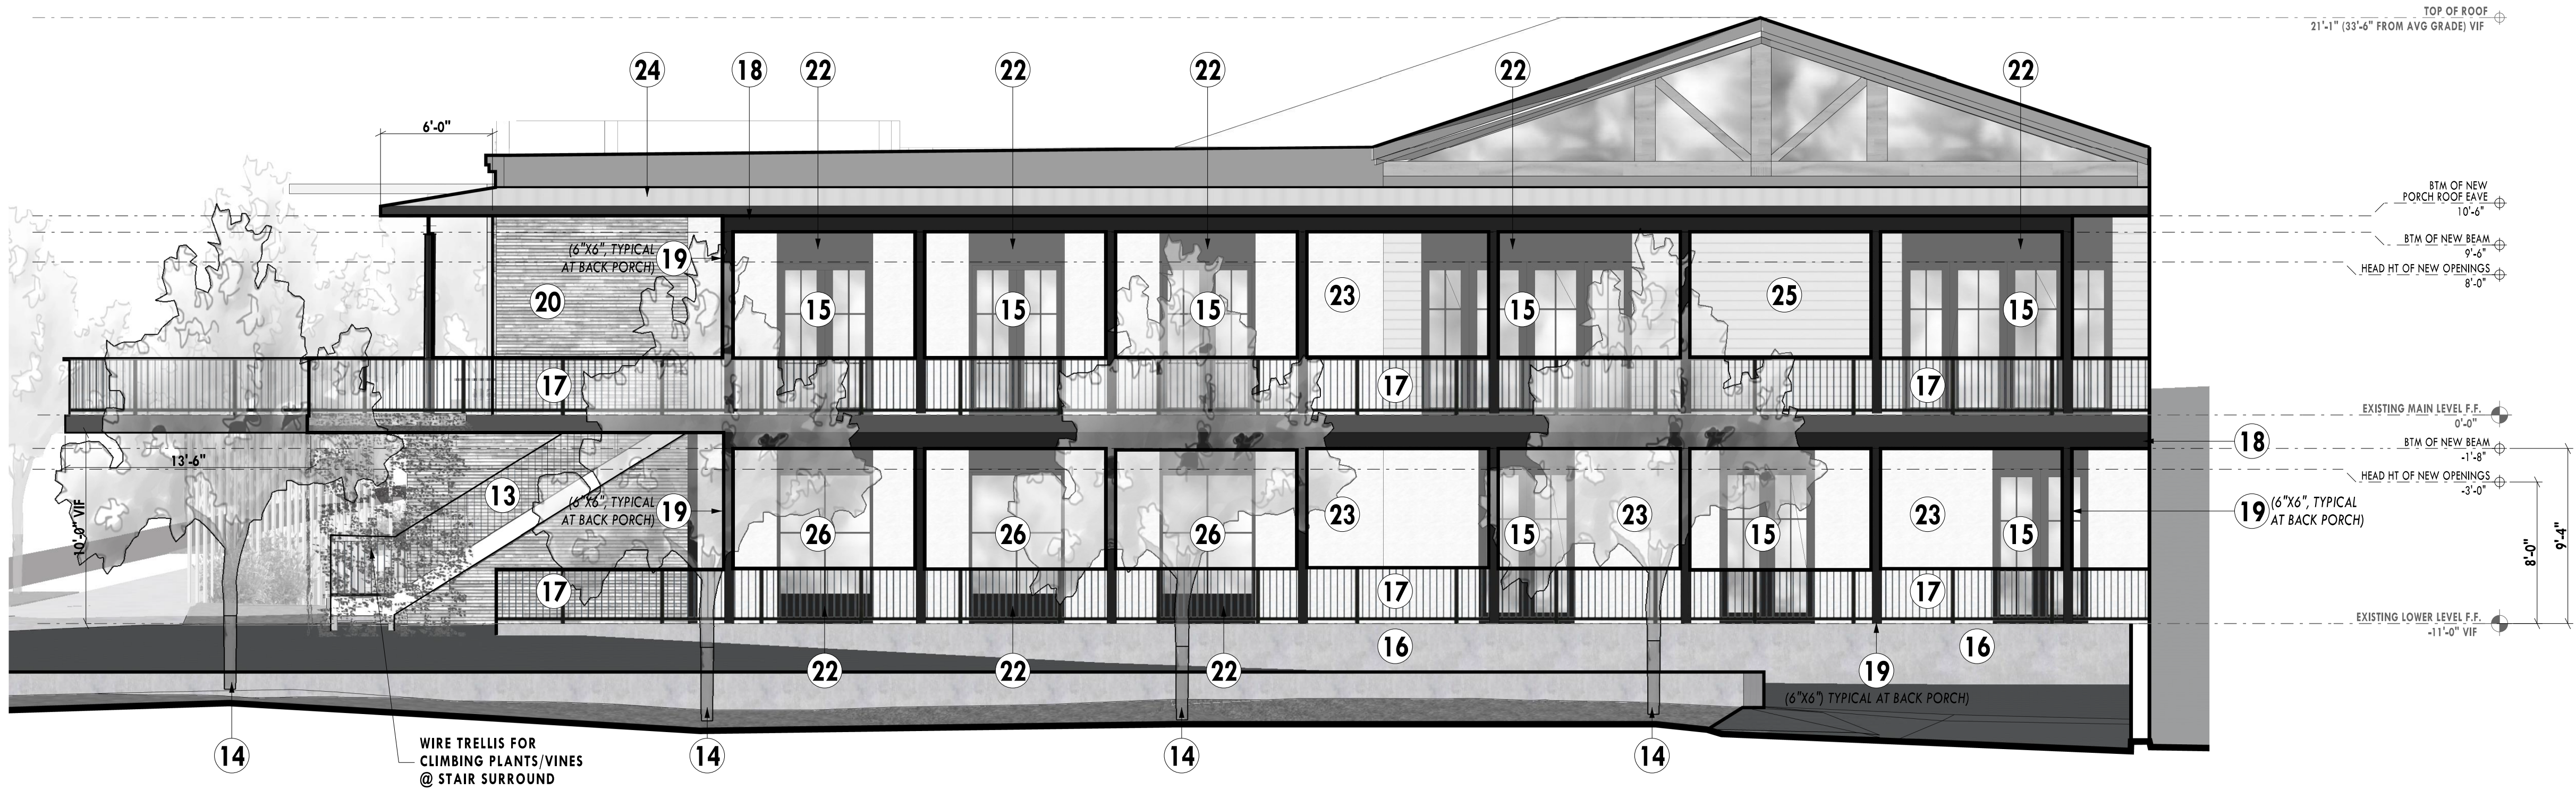 TOP OF ROOF
21'-1" (33'-6" FROM AVG GRADE) VIF
24
18
22
22
22
22
22
6'-0"
BTM OF NEW
PORCH ROOF EAVE
10'-6"
BTM OF NEW BEAM
9'-6"
HEAD HT OF NEW OPENINGS
8'-0"
(6"X6", TYPICAL
AT BACK PORCH)
19
20
15
15
15
23
15
25
15
17
17
17
EXISTING MAIN LEVEL F.F.
0'-0"
18
BTM OF NEW BEAM
-1'-8"
HEAD HT OF NEW OPENINGS
-3'-0"
13'-6"
10'-0" VIF
13
(6"X6", TYPICAL
AT BACK PORCH)
19
23
23
23
19
(6"X6", TYPICAL
AT BACK PORCH)
26
26
26
15
15
15
8'-0"
9'-4"
17
17
17
EXISTING LOWER LEVEL F.F.
-11'-0" VIF
16
16
22
22
22
19
(6"X6") TYPICAL AT BACK PORCH)
14
14
14
14
WIRE TRELLIS FOR
CLIMBING PLANTS/VINES
@ STAIR SURROUND